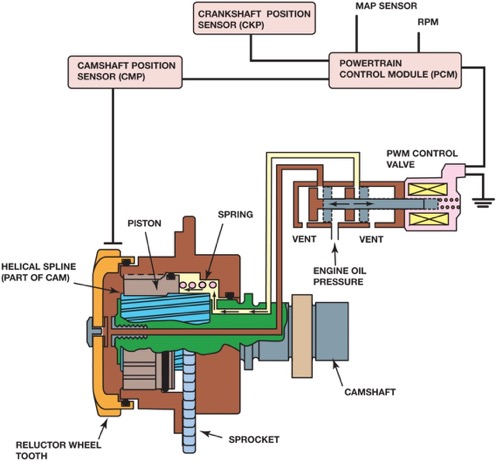 CRANKSHAFT POSITION
SENSOR (CKP)
MAP SENSOR
RPM
CAMSHAFT POSITION
SENSOR (CMP)
POWERTRAIN
CONTROL MODULE (PCM)
PWM CONTROL
VALVE
SPRING
PISTON
VENT
VENT
HELICAL SPLINE
(PART OF CAM)
ENGINE OIL
PRESSURE
CAMSHAFT
SPROCKET
RELUCTOR WHEEL
TOOTH